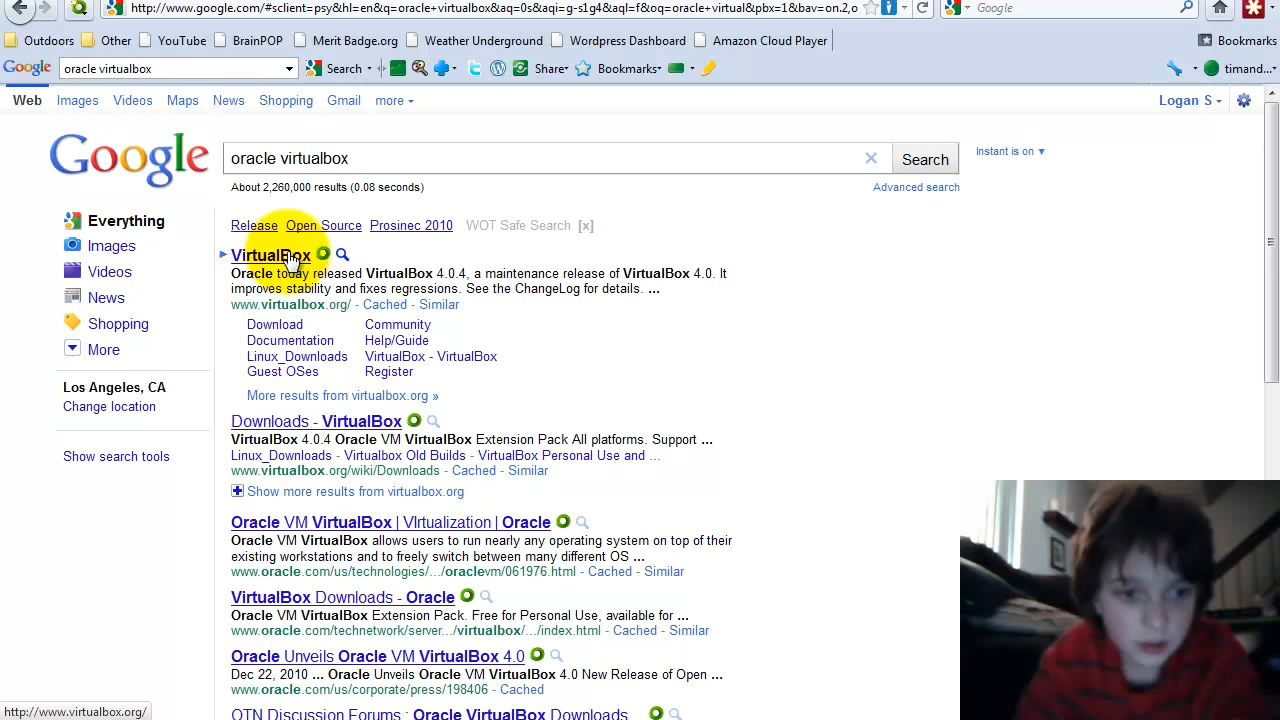 http://www.google.com/#sclient=psy&hl=en&q=oracle+virtualbox&aq=0s&aqi=g-s1g4&aql=f&oq=oracle+virtual&pbx=1&bav=on.2,o
Google
Outdoors Other YouTube BrainPOP Merit Badge.org Weather Underground Wordpress Dashboard Amazon Cloud Player Bookmarks
Google oracle virtualbox Search Share Bookmarks timand...
Web Images Videos Maps News Shopping Gmail more Logan S
Google oracle virtualbox Search Instant is on ▼
About 2,260,000 results (0.08 seconds) Advanced search
Everything
Images
Videos
News
Shopping
More
Los Angeles, CA
Change location
Show search tools
Release Open Source Prosinec 2010 WOT Safe Search [x]
VirtualBox
Oracle today released VirtualBox 4.0.4, a maintenance release of VirtualBox 4.0. It
improves stability and fixes regressions. See the ChangeLog for details. ...
www.virtualbox.org/ - Cached - Similar
Download Community
Documentation Help/Guide
Linux_Downloads VirtualBox - VirtualBox
Guest OSes Register
More results from virtualbox.org »
Downloads - VirtualBox
VirtualBox 4.0.4 Oracle VM VirtualBox Extension Pack All platforms. Support ...
Linux_Downloads - Virtualbox Old Builds - VirtualBox Personal Use and ...
www.virtualbox.org/wiki/Downloads - Cached - Similar
Show more results from virtualbox.org
Oracle VM VirtualBox | VIrtualization | Oracle
Oracle VM VirtualBox allows users to run nearly any operating system on top of their
existing workstations and to freely switch between many different OS ...
www.oracle.com/us/technologies/.../oraclevm/061976.html - Cached - Similar
VirtualBox Downloads - Oracle
Oracle VM VirtualBox Extension Pack. Free for Personal Use, available for ...
www.oracle.com/technetwork/server.../virtualbox/.../index.html - Cached - Similar
Oracle Unveils Oracle VM VirtualBox 4.0
Dec 22, 2010 ... Oracle Unveils Oracle VM VirtualBox 4.0 New Release of Open ...
www.oracle.com/us/corporate/press/198406 - Cached
OTN Discussion Forums : Oracle VirtualBox Downloads
http://www.virtualbox.org/